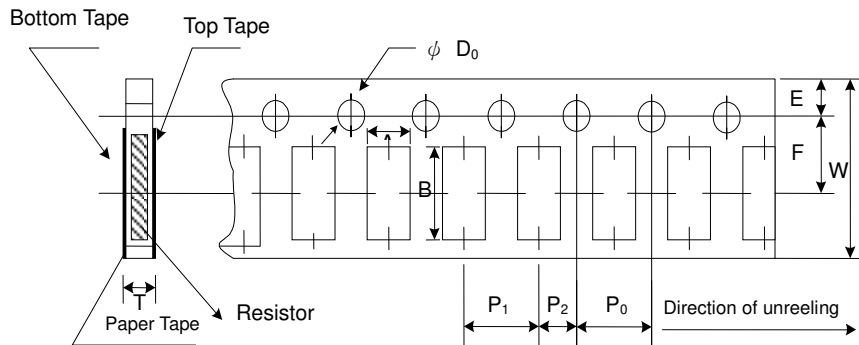 Bottom Tape
Top Tape
ψ D₀
E
F
W
B
T
Paper Tape
Resistor
P₁
P₂
P₀
Direction of unreeling